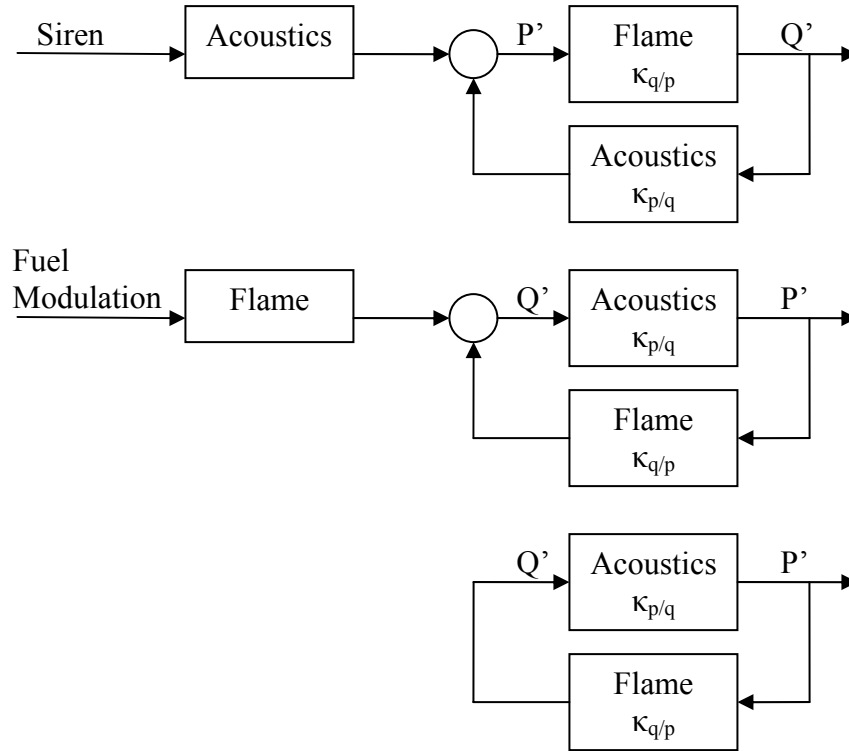 Siren
Acoustics
P’
Flame
κq/p
Q’
Acoustics
κp/q
Fuel
Modulation
Flame
Q’
Acoustics
κp/q
P’
Flame
κq/p
Q’
Acoustics
κp/q
P’
Flame
κq/p